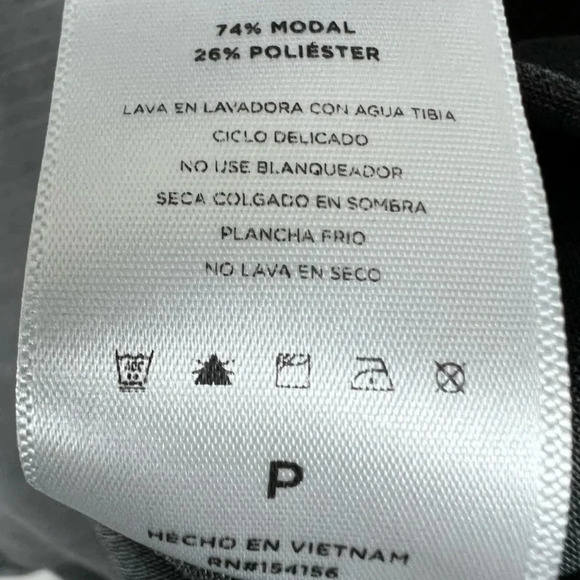 74% MODAL
26% POLIÉSTER
LAVA EN LAVADORA CON AGUA TIBIA
CICLO DELICADO
NO USE BLANQUEADOR
SECA COLGADO EN SOMBRA
PLANCHA FRIO
NO LAVA EN SECO
P
HECHO EN VIETNAM
RN#154156